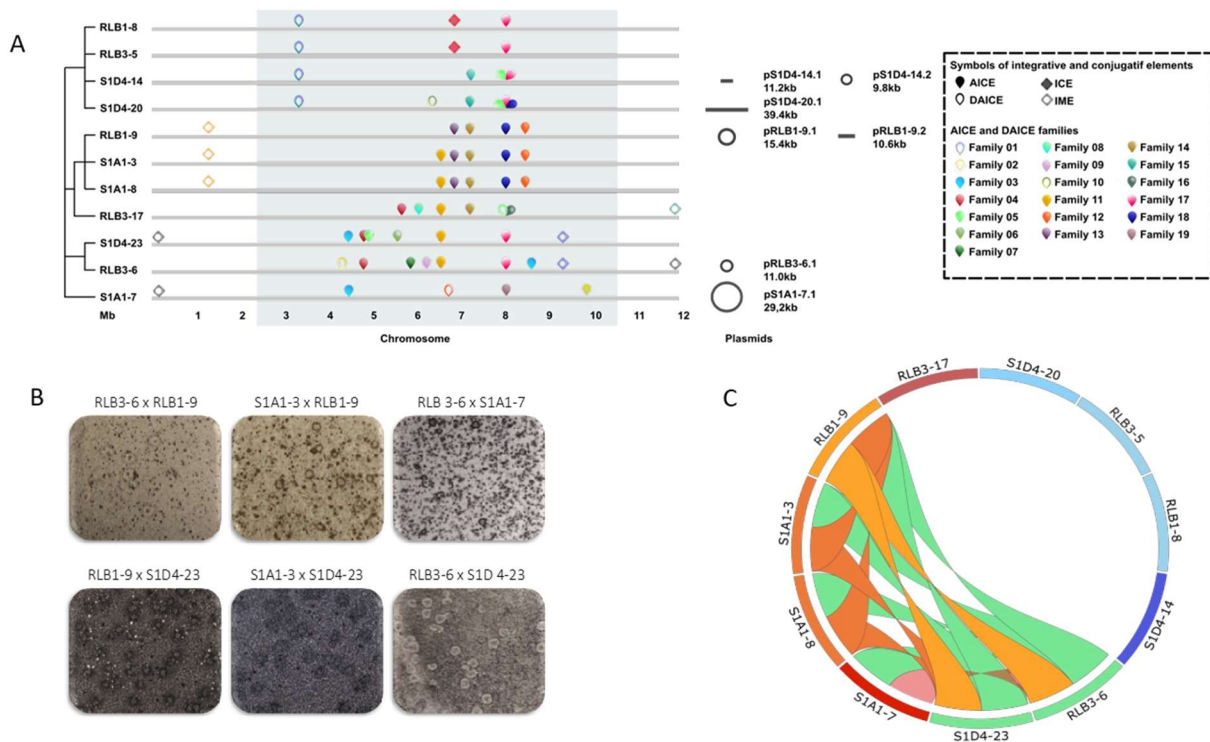 A
RLB1-8
RLB3-5
S1D4-14
S1D4-20
RLB1-9
S1A1-3
S1A1-8
RLB3-17
S1D4-23
RLB3-6
S1A1-7
Mb 1 2 3 4 5 6 7 8 9 10 11 12
Chromosome
Plasmids
pS1D4-14.1
11.2kb
pS1D4-14.2
9.8kb
pS1D4-20.1
39.4kb
pRLB1-9.1
15.4kb
pRLB1-9.2
10.6kb
pRLB3-6.1
11.0kb
pS1A1-7.1
29,2kb
Symbols of integrative and conjugatif elements
AICE
ICE
DAICE
IME
AICE and DAICE families
Family 01 Family 08 Family 14
Family 02 Family 09 Family 15
Family 03 Family 10 Family 16
Family 04 Family 11 Family 17
Family 05 Family 12 Family 18
Family 06 Family 13 Family 19
Family 07
B
RLB3-6 x RLB1-9
S1A1-3 x RLB1-9
RLB 3-6 x S1A1-7
RLB1-9 x S1D4-23
S1A1-3 x S1D4-23
RLB3-6 x S1D 4-23
C
RLB3-17
S1D4-20
RLB3-5
RLB1-8
S1D4-14
RLB3-6
S1D4-23
S1A1-7
S1A1-8
S1A1-3
RLB1-9